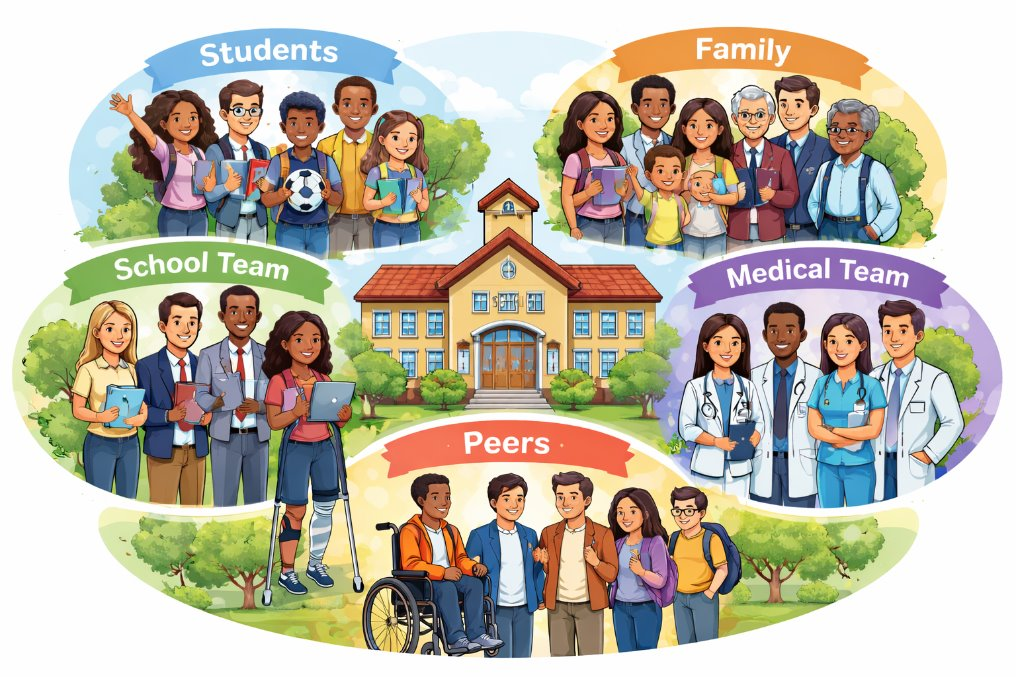 Students
Family
School Team
Medical Team
Peers